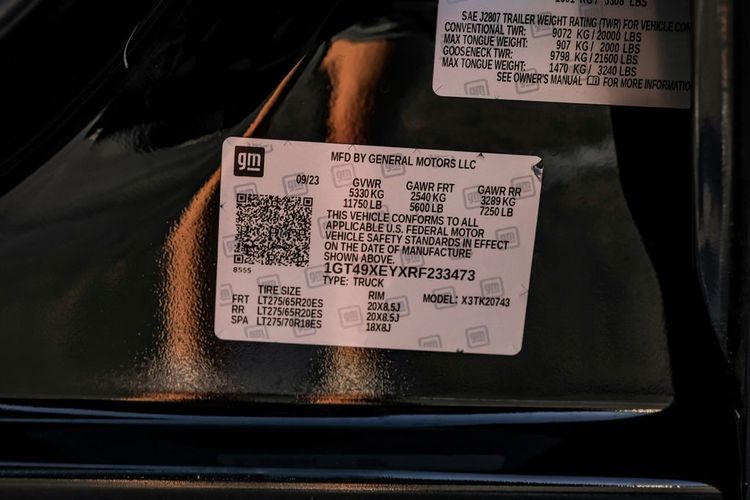 SAE J2807 TRAILER WEIGHT RATING (TWR) FOR VEHICLE CON
CONVENTIONAL TWR: 9072 KG / 20000 LBS
MAX TONGUE WEIGHT: 907 KG / 2000 LBS
GOOSENECK TWR: 9798 KG / 21600 LBS
MAX TONGUE WEIGHT: 1470 KG / 3240 LBS
SEE OWNER'S MANUAL gm FOR MORE INFORMATIO
gm
MFD BY GENERAL MOTORS LLC
09/23 GVWR GAWR FRT GAWR RR
5330 KG 2540 KG 3289 KG
11750 LB 5600 LB 7250 LB
THIS VEHICLE CONFORMS TO ALL
APPLICABLE U.S. FEDERAL MOTOR
VEHICLE SAFETY STANDARDS IN EFFECT
ON THE DATE OF MANUFACTURE
SHOWN ABOVE.
8555 1GT49XEYXRF233473
TYPE: TRUCK
TIRE SIZE RIM MODEL: X3TK20743
FRT LT275/65R20ES 20X8.5J
RR LT275/65R20ES 20X8.5J
SPA LT275/70R18ES 18X8J